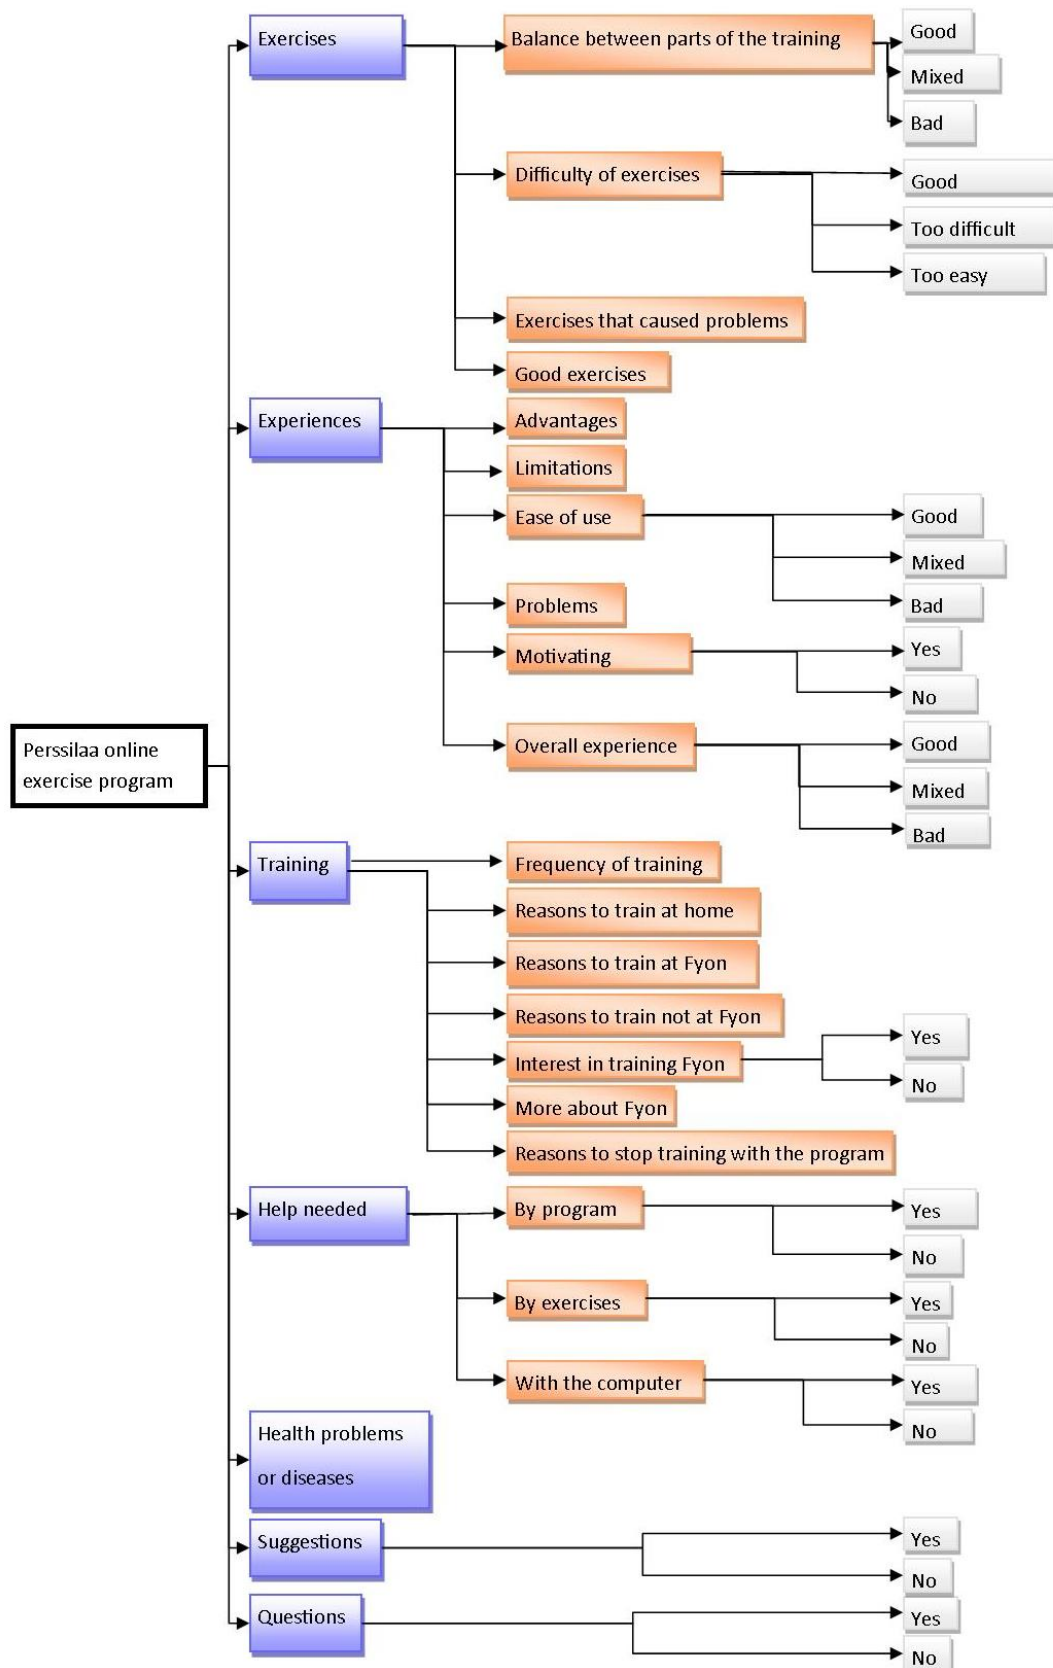 Exercises
Balance between parts of the training
Good
Mixed
Bad
Difficulty of exercises
Good
Too difficult
Too easy
Exercises that caused problems
Good exercises
Experiences
Advantages
Limitations
Ease of use
Good
Mixed
Bad
Problems
Motivating
Yes
No
Overall experience
Good
Mixed
Bad
Perssilaa online
exercise program
Training
Frequency of training
Reasons to train at home
Reasons to train at Fyon
Reasons to train not at Fyon
Interest in training Fyon
Yes
No
More about Fyon
Reasons to stop training with the program
Help needed
By program
Yes
No
By exercises
Yes
No
With the computer
Yes
No
Health problems
or diseases
Suggestions
Yes
No
Questions
Yes
No